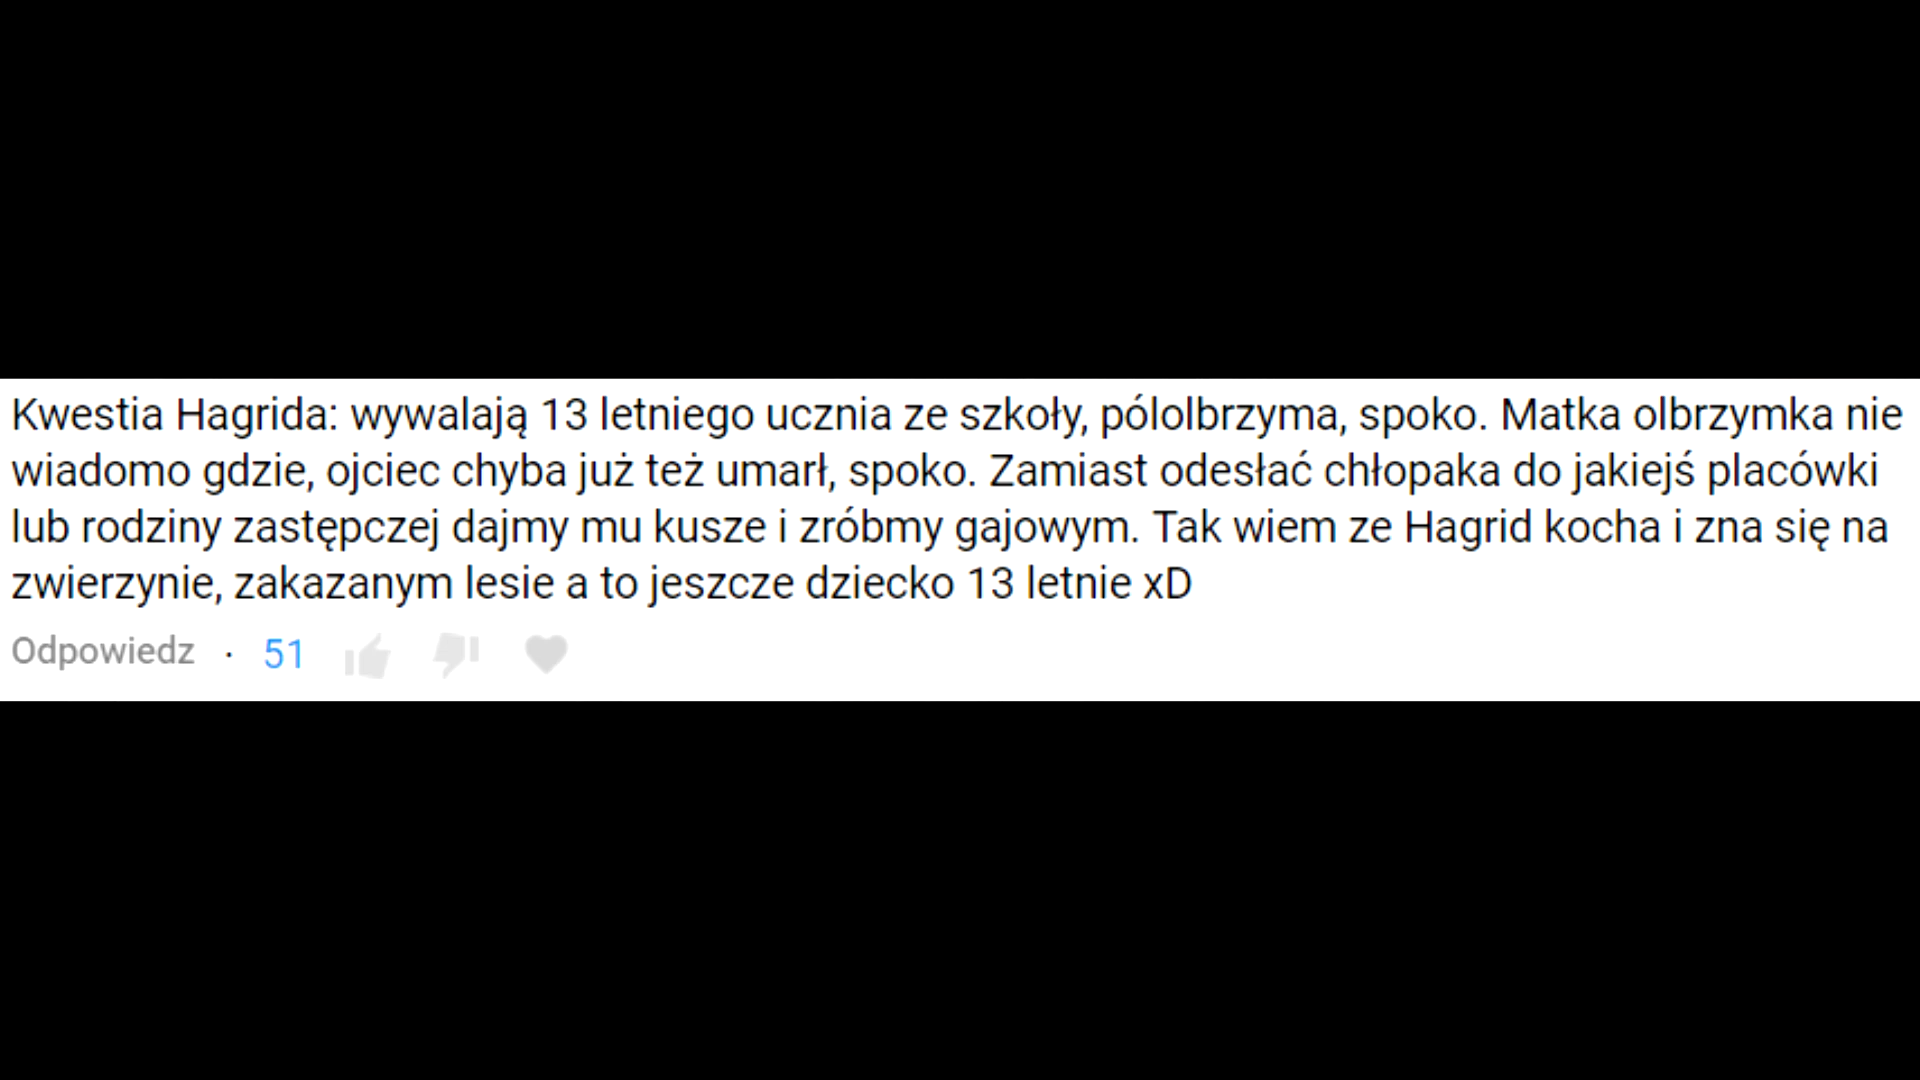 Kwestia Hagrida: wywalają 13 letniego ucznia ze szkoły, pólolbrzyma, spoko. Matka olbrzymka nie
wiadomo gdzie, ojciec chyba już też umarł, spoko. Zamiast odesłać chłopaka do jakiejś placówki
lub rodziny zastępczej dajmy mu kusze i zróbmy gajowym. Tak wiem ze Hagrid kocha i zna się na
zwierzynie, zakazanym lesie a to jeszcze dziecko 13 letnie xD
Odpowiedz · 51